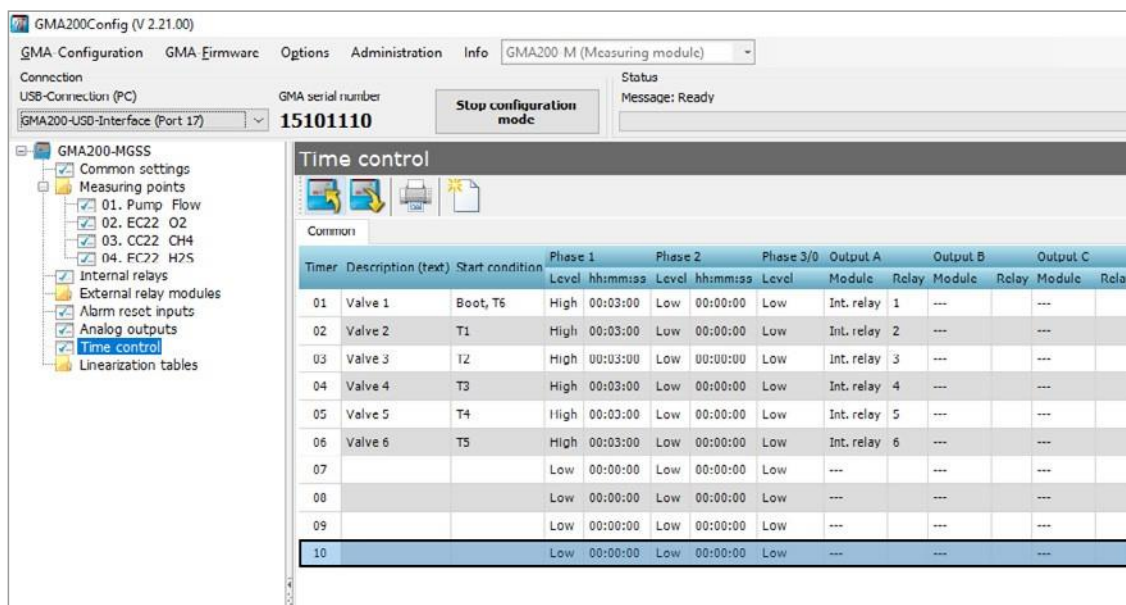 GMA200Config (V 2.21.00)
GMA-Configuration GMA-Firmware Options Administration Info GMA200-M (Measuring module)
Connection Status
USB-Connection (PC) GMA serial number Message: Ready
GMA200-USB-Interface (Port 17) 15101110 Stop configuration mode
GMA200-MGSS
Common settings
Measuring points
01. Pump Flow
02. EC22 O2
03. CC22 CH4
04. EC22 H2S
Internal relays
External relay modules
Alarm reset inputs
Analog outputs
Time control
Linearization tables
Time control
Common
Timer Description (text) Start condition Phase 1 Phase 2 Phase 3/0 Output A Output B Output C
Level hh:mm:ss Level hh:mm:ss Level Module Relay Module Relay Module
01 Valve 1 Boot, T6 High 00:03:00 Low 00:00:00 Low Int. relay 1 --- ---
02 Valve 2 T1 High 00:03:00 Low 00:00:00 Low Int. relay 2 --- ---
03 Valve 3 T2 High 00:03:00 Low 00:00:00 Low Int. relay 3 --- ---
04 Valve 4 T3 High 00:03:00 Low 00:00:00 Low Int. relay 4 --- ---
05 Valve 5 T4 High 00:03:00 Low 00:00:00 Low Int. relay 5 --- ---
06 Valve 6 T5 High 00:03:00 Low 00:00:00 Low Int. relay 6 --- ---
07 Low 00:00:00 Low 00:00:00 Low --- --- ---
08 Low 00:00:00 Low 00:00:00 Low --- --- ---
09 Low 00:00:00 Low 00:00:00 Low --- --- ---
10 Low 00:00:00 Low 00:00:00 Low --- --- ---